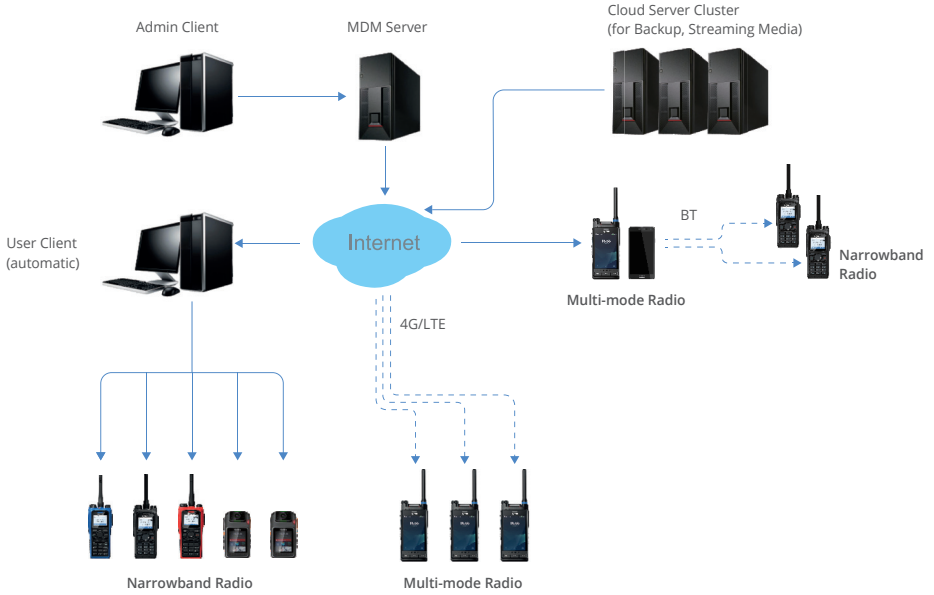 Admin Client
MDM Server
Cloud Server Cluster
(for Backup, Streaming Media)
User Client
(automatic)
Internet
BT
Narrowband
Radio
Multi-mode Radio
4G/LTE
Narrowband Radio
Multi-mode Radio